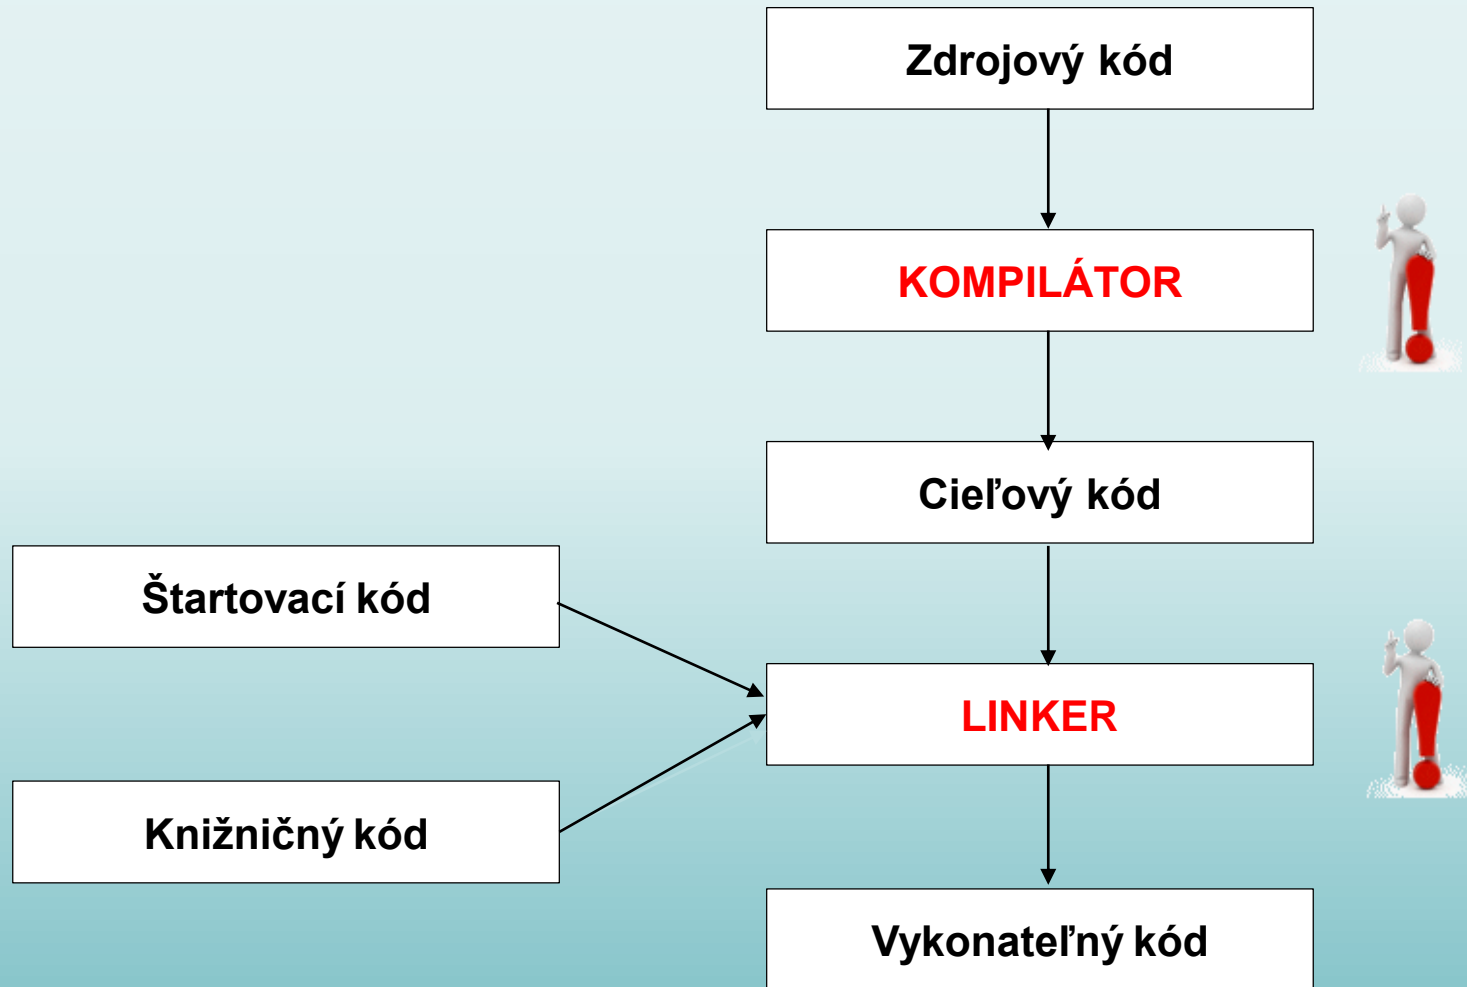 Zdrojový kód
KOMPILÁTOR
Cieľový kód
Štartovací kód
LINKER
Knižničný kód
Vykonateľný kód